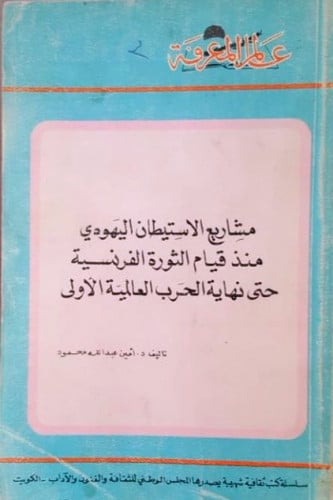 عالم المعرفة
مشاريع الاستيطان اليهودي
منذ قيام الثورة الفرنسية
حتى نهاية الحرب العالمية الأولى
تاليف: د. أمين عبدالله محمود
سلسلة كتب ثقافية شهرية يصدرها المجلس الوطني للثقافة والفنون والآداب - الكويت